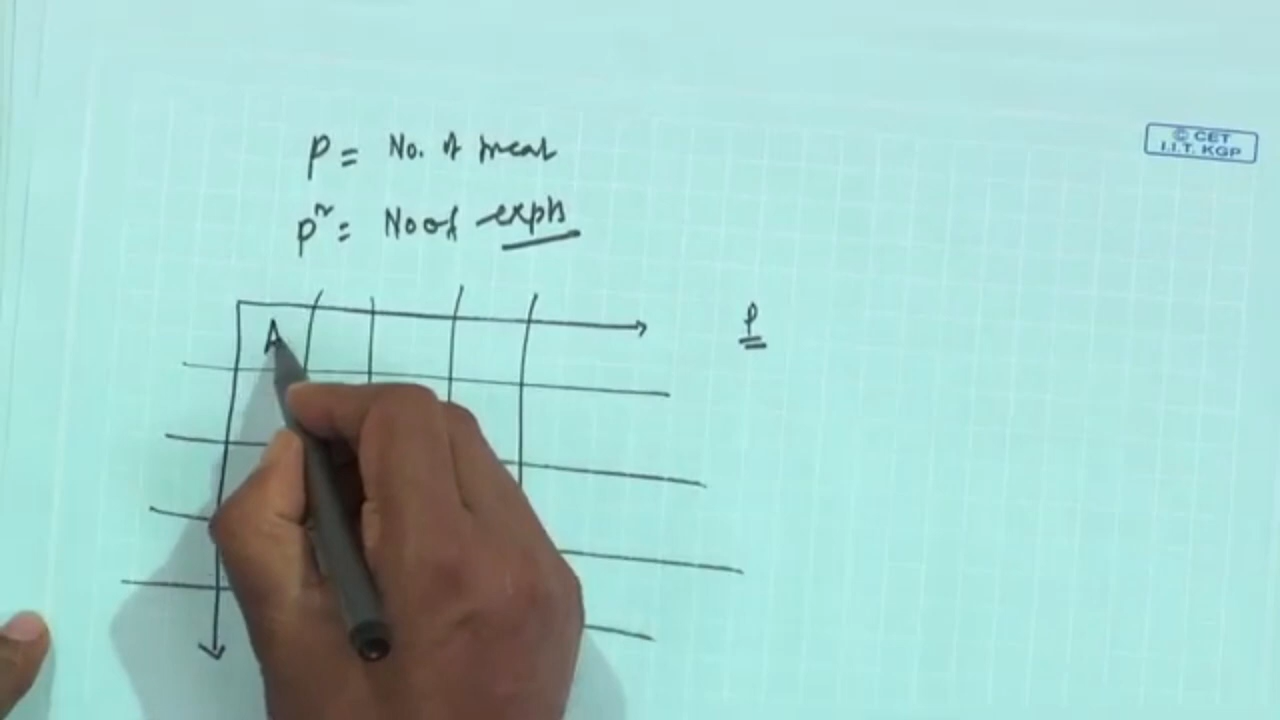 P = No. of treat
p² = No of expts
P
A
© CET
I.I.T. KGP